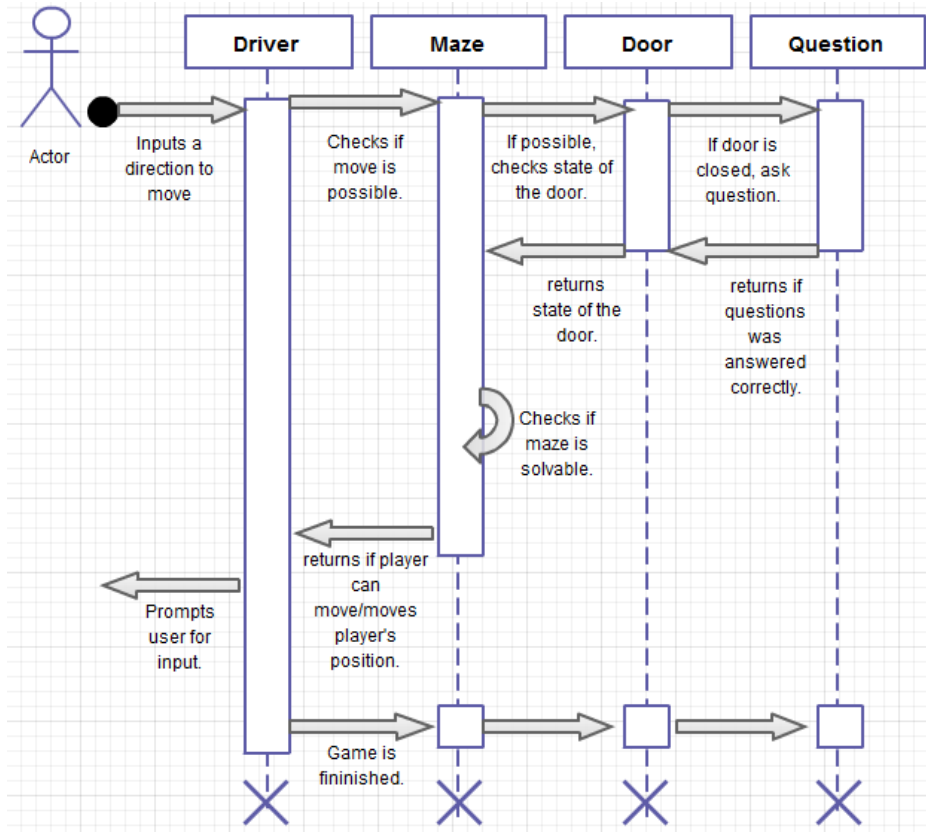 Driver
Maze
Door
Question
Actor
Inputs a
direction to
move
Checks if
move is
possible.
If possible,
checks state of
the door.
If door is
closed, ask
question.
returns
state of the
door.
returns if
questions
was
answered
correctly.
Checks if
maze is
solvable.
returns if player
can
move/moves
player's
position.
Prompts
user for
input.
Game is
fininished.